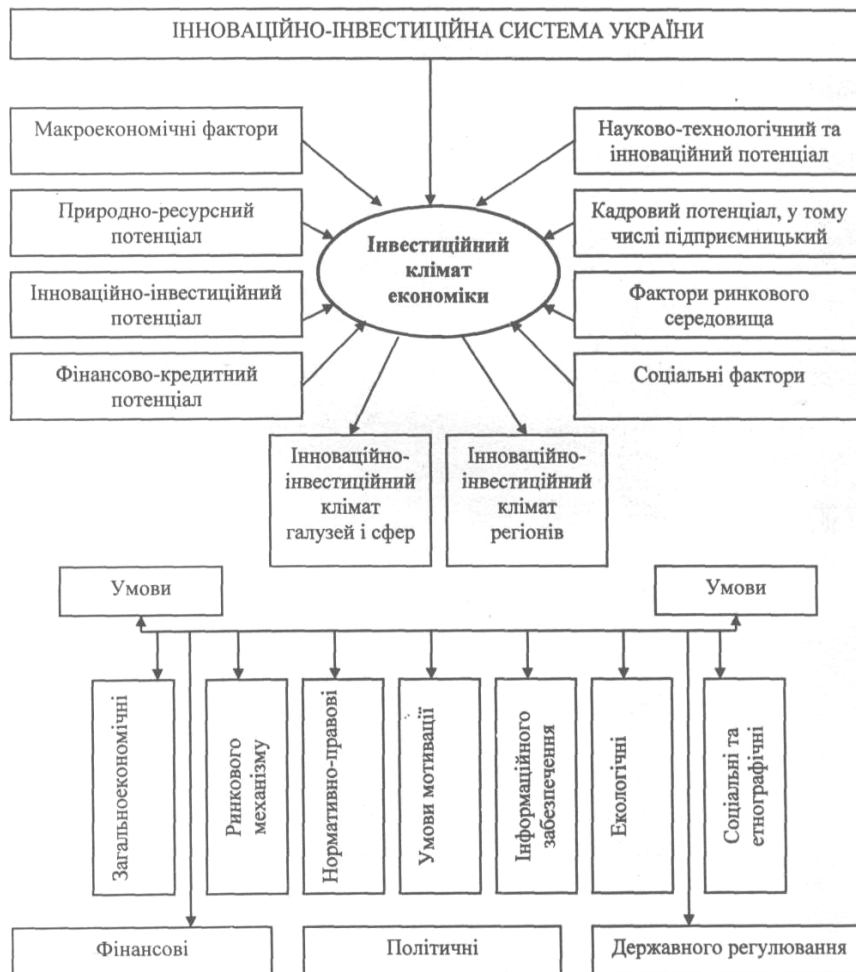 ІННОВАЦІЙНО-ІНВЕСТИЦІЙНА СИСТЕМА УКРАЇНИ
Макроекономічні фактори
Науково-технологічний та
інноваційний потенціал
Природно-ресурсний
потенціал
Кадровий потенціал, у тому
числі підприємницький
Інвестиційний
клімат
економіки
Інноваційно-інвестиційний
потенціал
Фактори ринкового
середовища
Фінансово-кредитний
потенціал
Соціальні фактори
Інноваційно-
інвестиційний
клімат
галузей і сфер
Інноваційно-
інвестиційний
клімат
регіонів
Умови
Умови
Загальноекономічні
Ринкового
механізму
Нормативно-правові
Умови мотивації
Інформаційного
забезпечення
Екологічні
Соціальні та
етнографічні
Фінансові
Політичні
Державного регулювання